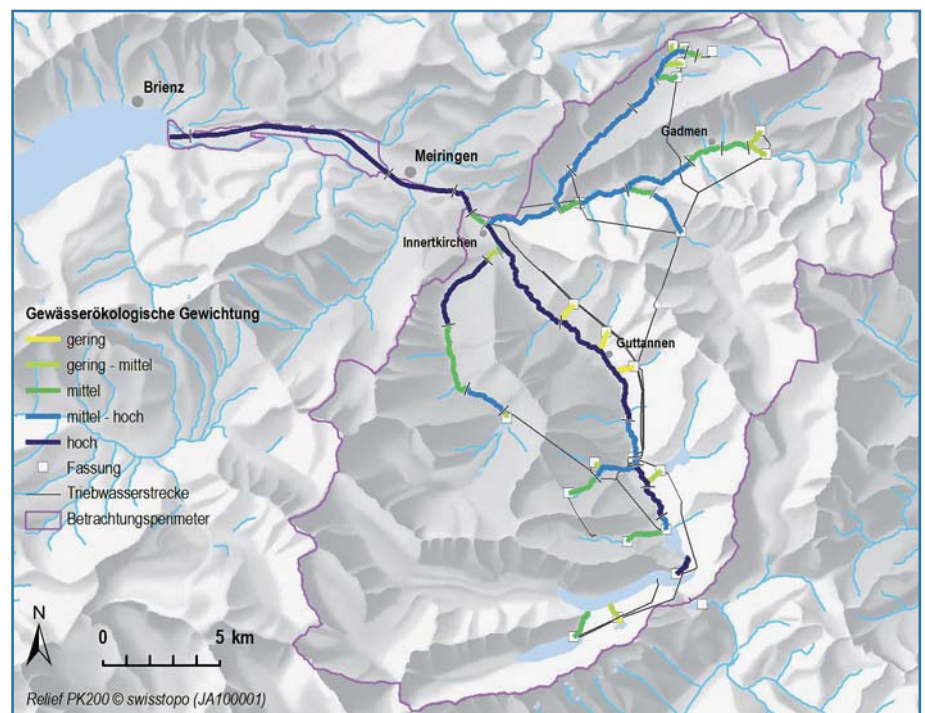 Brienz
Meiringen
Gadmen
Innertkirchen
Guttannen
Gewässerökologische Gewichtung
gering
gering - mittel
mittel
mittel - hoch
hoch
Fassung
Triebwasserstrecke
Betrachtungsperimeter
N
0 5 km
Relief PK200 © swisstopo (JA100001)